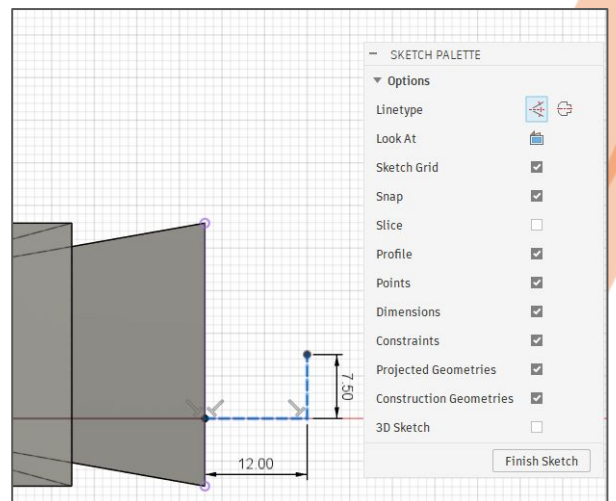 SKETCH PALETTE
Options
Linetype
Look At
Sketch Grid
Snap
Slice
Profile
Points
Dimensions
Constraints
Projected Geometries
Construction Geometries
3D Sketch
Finish Sketch
7.50
12.00